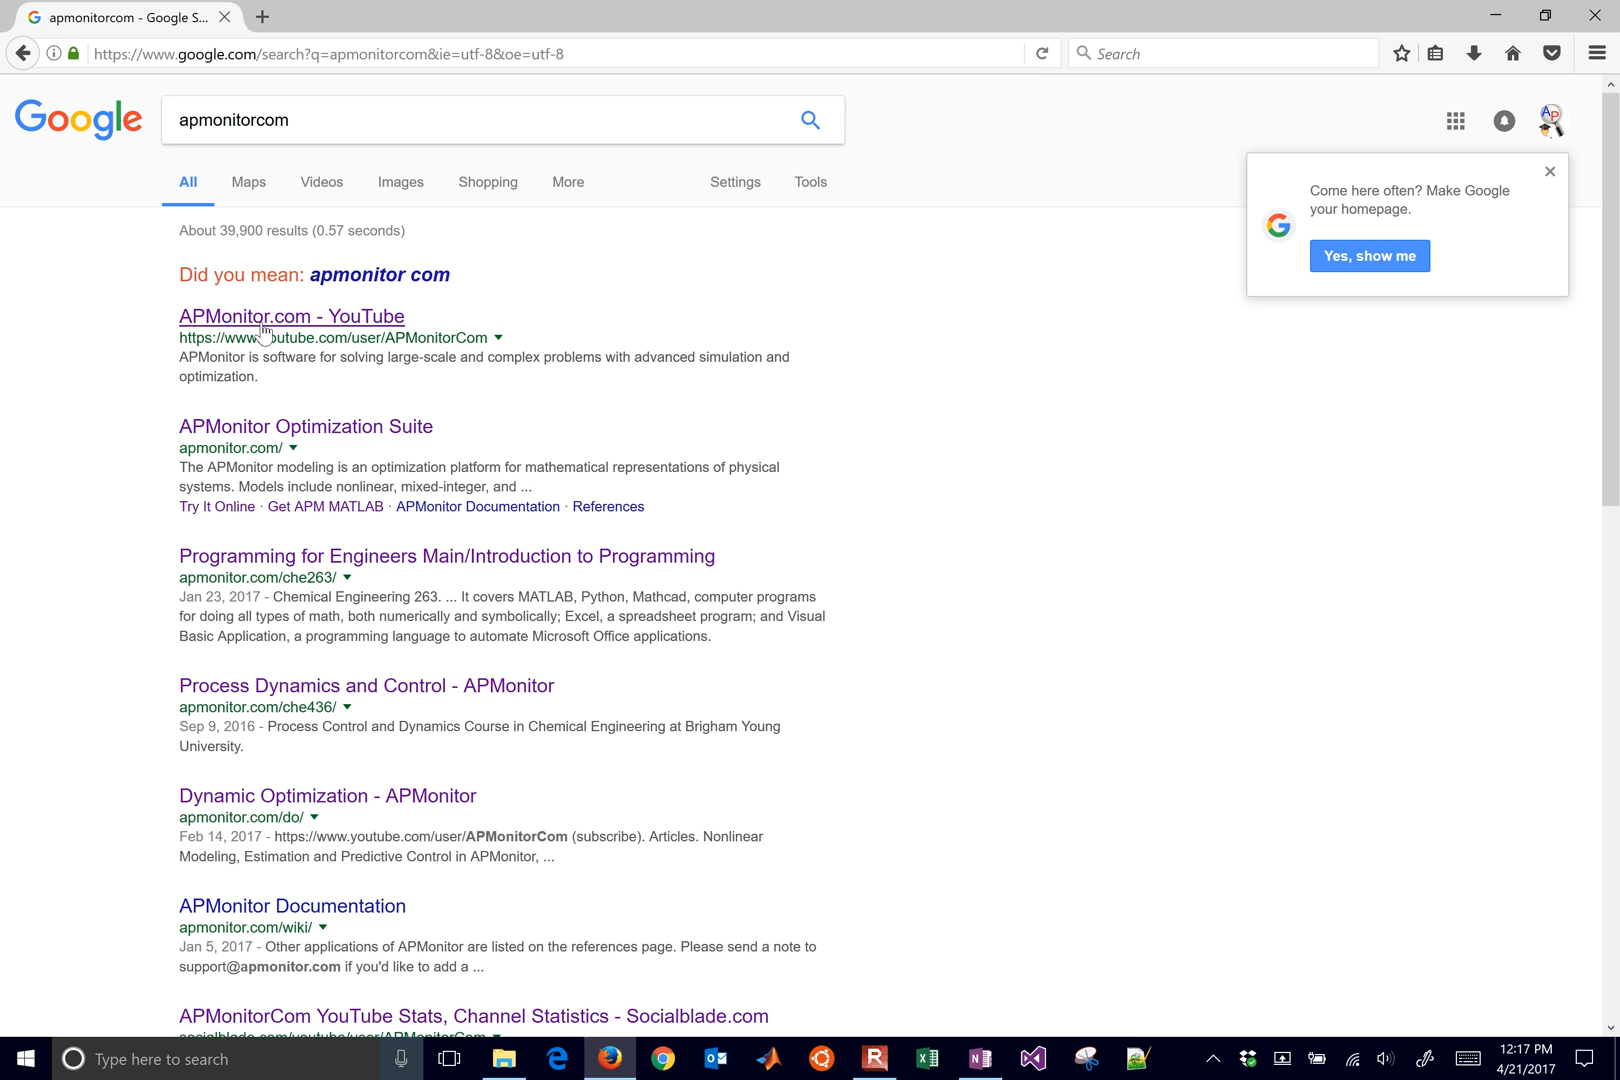 apmonitorcom - Google S...
https://www.google.com/search?q=apmonitorcom&ie=utf-8&oe=utf-8
Search
Google
apmonitorcom
AP
All Maps Videos Images Shopping More Settings Tools
Come here often? Make Google
your homepage.
Yes, show me
About 39,900 results (0.57 seconds)
Did you mean: apmonitor com
APMonitor.com - YouTube
https://www.youtube.com/user/APMonitorCom
APMonitor is software for solving large-scale and complex problems with advanced simulation and
optimization.
APMonitor Optimization Suite
apmonitor.com/
The APMonitor modeling is an optimization platform for mathematical representations of physical
systems. Models include nonlinear, mixed-integer, and ...
Try It Online · Get APM MATLAB · APMonitor Documentation · References
Programming for Engineers Main/Introduction to Programming
apmonitor.com/che263/
Jan 23, 2017 - Chemical Engineering 263. ... It covers MATLAB, Python, Mathcad, computer programs
for doing all types of math, both numerically and symbolically; Excel, a spreadsheet program; and Visual
Basic Application, a programming language to automate Microsoft Office applications.
Process Dynamics and Control - APMonitor
apmonitor.com/che436/
Sep 9, 2016 - Process Control and Dynamics Course in Chemical Engineering at Brigham Young
University.
Dynamic Optimization - APMonitor
apmonitor.com/do/
Feb 14, 2017 - https://www.youtube.com/user/APMonitorCom (subscribe). Articles. Nonlinear
Modeling, Estimation and Predictive Control in APMonitor, ...
APMonitor Documentation
apmonitor.com/wiki/
Jan 5, 2017 - Other applications of APMonitor are listed on the references page. Please send a note to
support@apmonitor.com if you'd like to add a ...
APMonitorCom YouTube Stats, Channel Statistics - Socialblade.com
socialblade.com/youtube/user/APMonitorCom
Type here to search
12:17 PM
4/21/2017